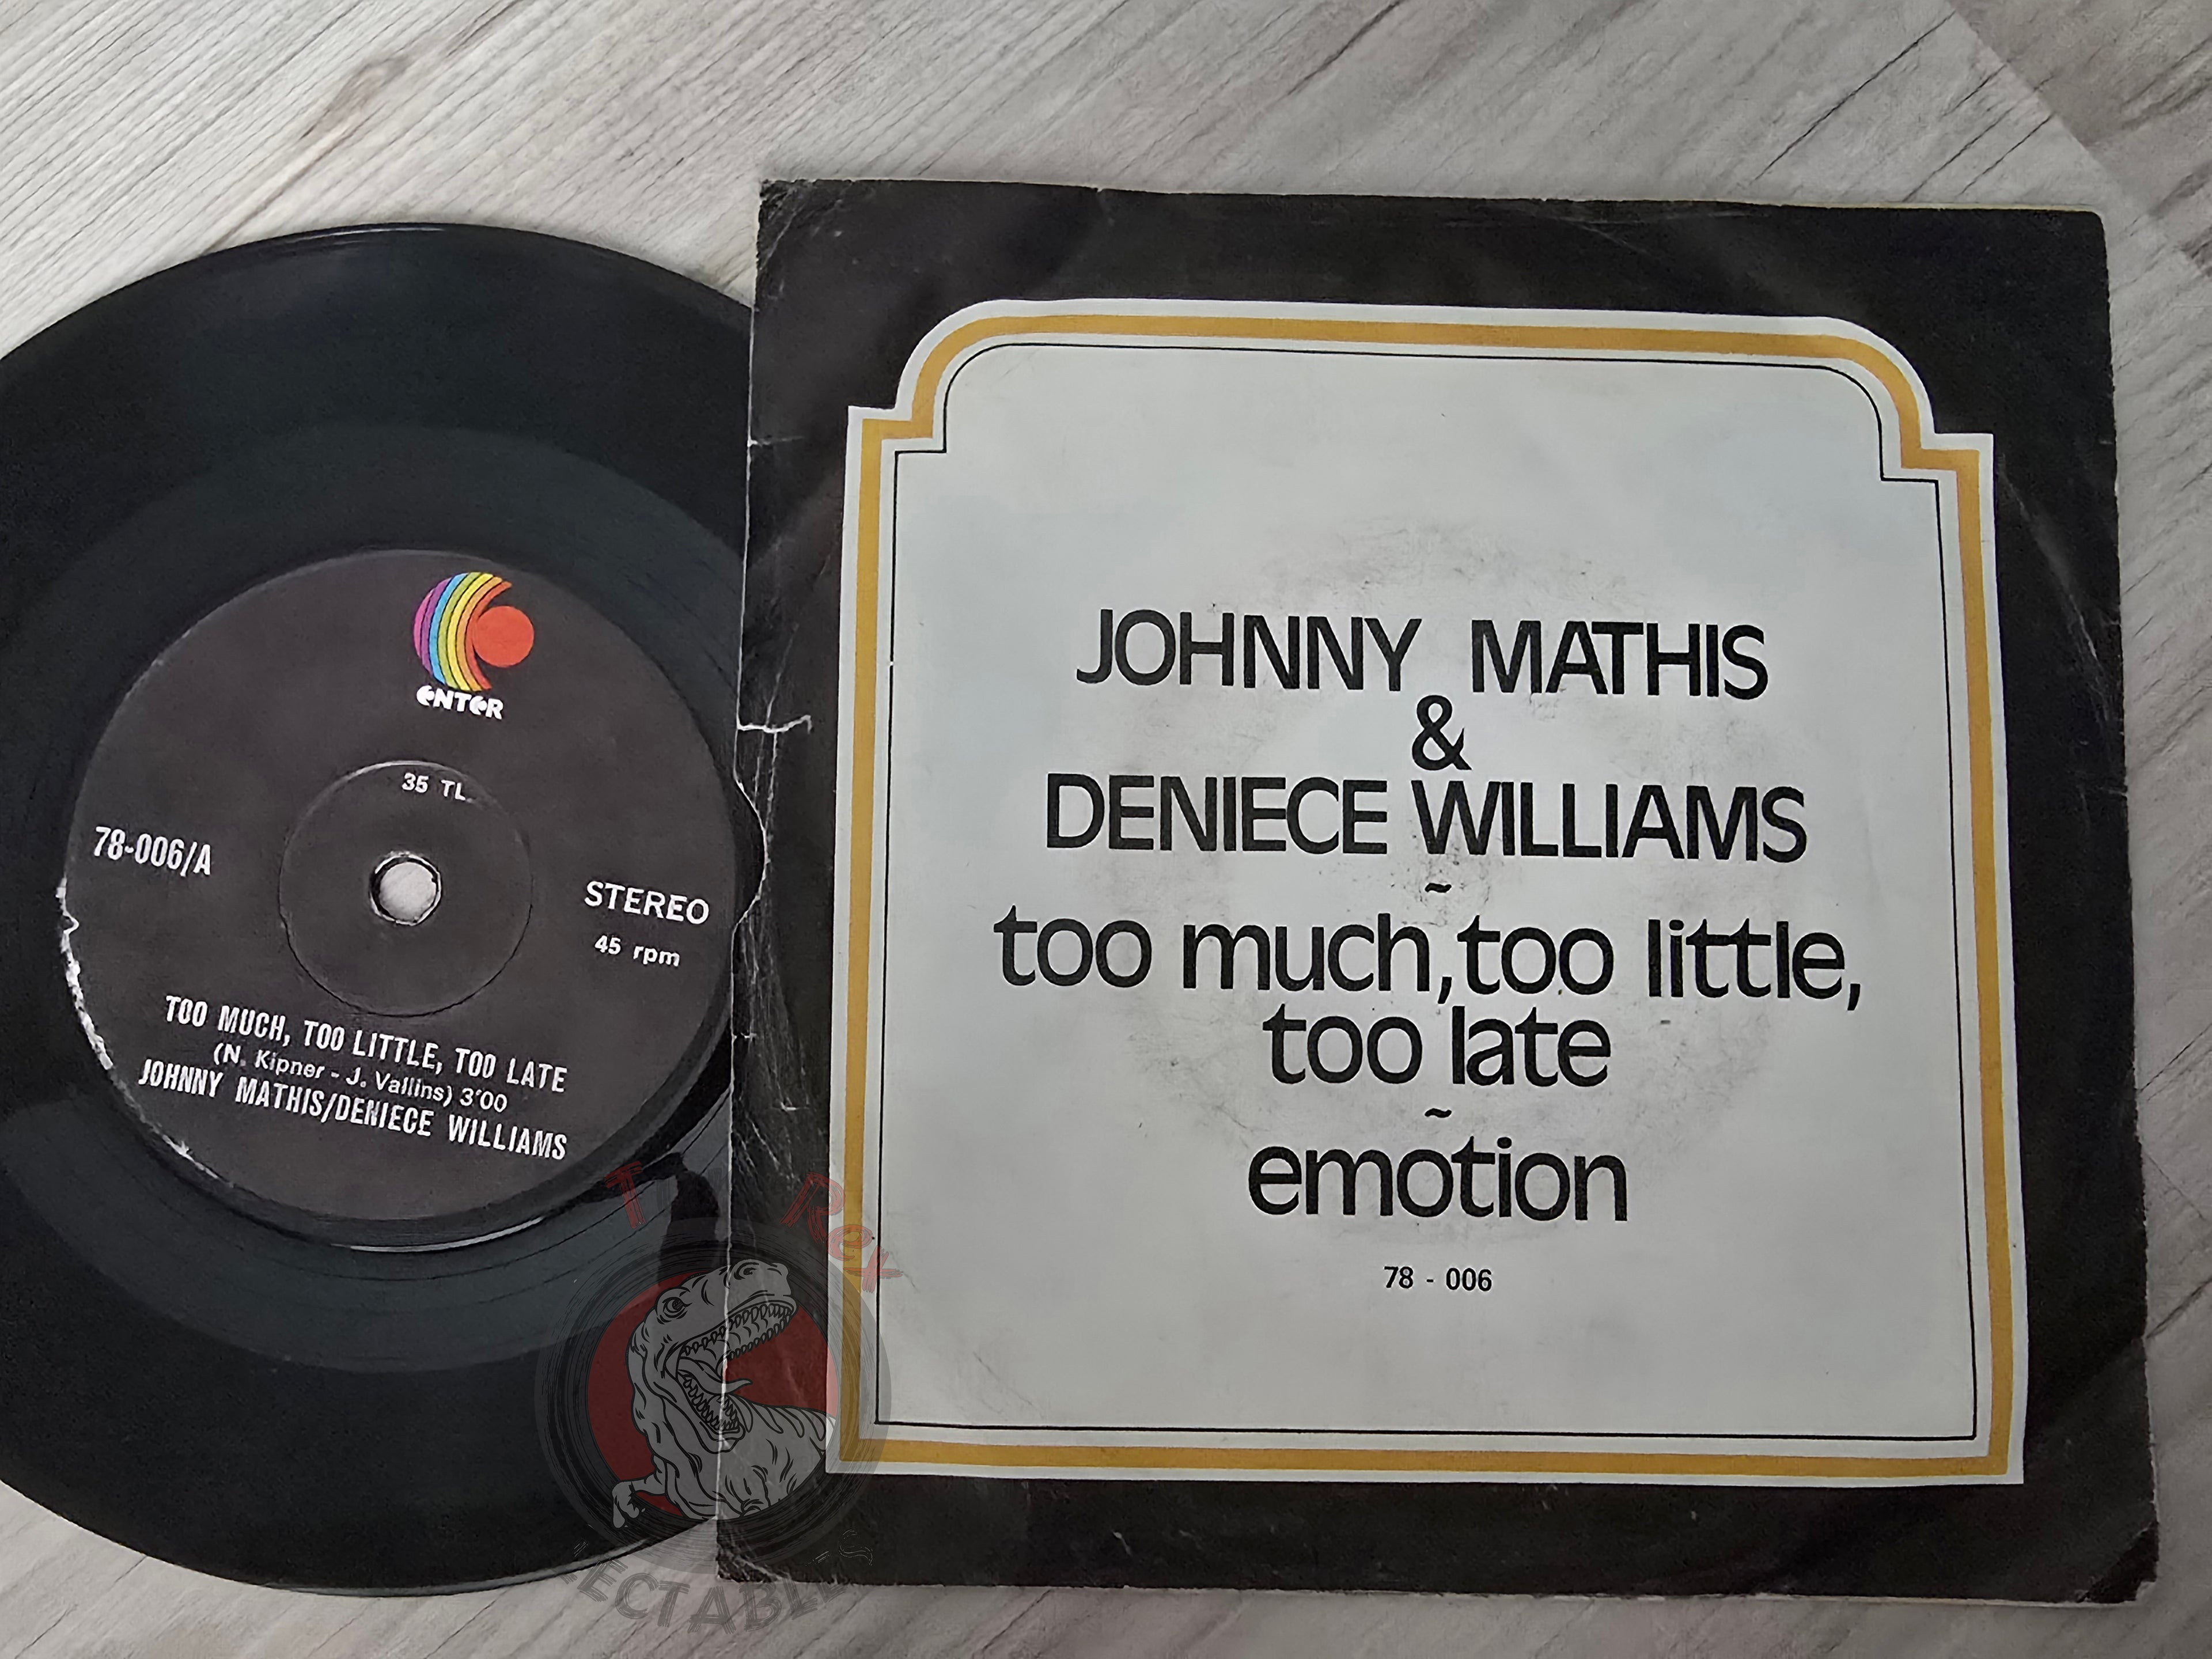 ENTER
35 TL.
78-006/A
STEREO
45 rpm
TOO MUCH, TOO LITTLE, TOO LATE
(N. Kipner - J. Vallins) 3'00
JOHNNY MATHIS/DENIECE WILLIAMS
JOHNNY MATHIS
&
DENIECE WILLIAMS
~
too much,too little,
too late
~
emotion
78 - 006
T Rex